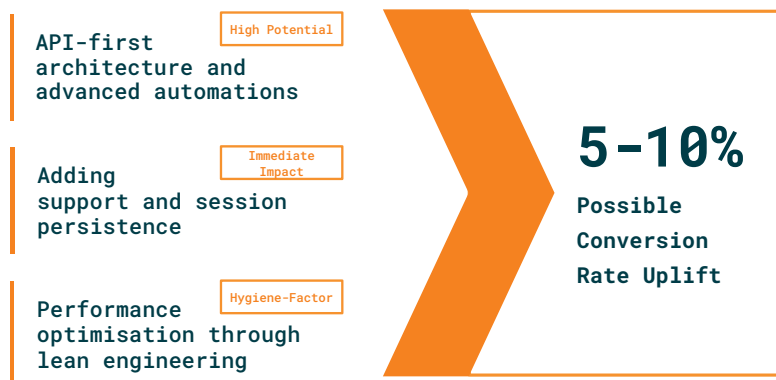 High Potential
API-first
architecture and
advanced automations
Immediate
Impact
Adding
support and session
persistence
Hygiene-Factor
Performance
optimisation through
lean engineering
5-10%
Possible
Conversion
Rate Uplift